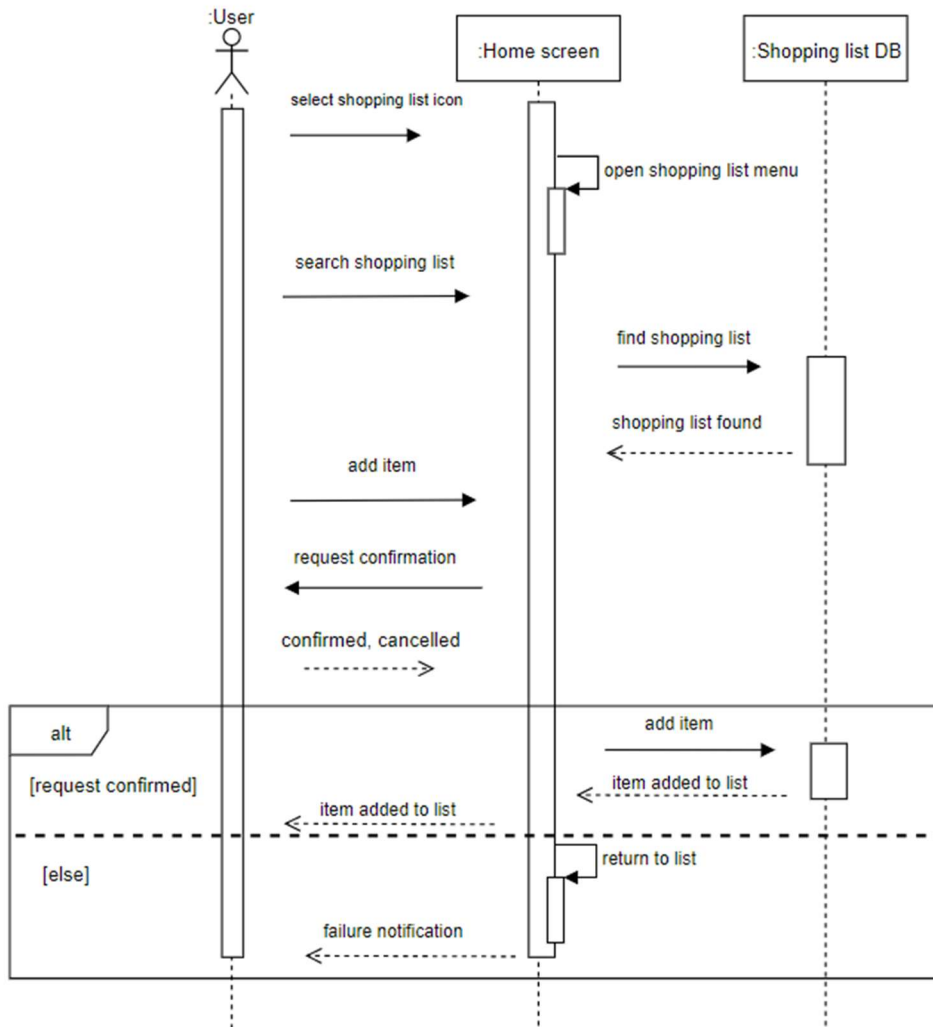 :User
:Home screen
:Shopping list DB
select shopping list icon
open shopping list menu
search shopping list
find shopping list
shopping list found
add item
request confirmation
confirmed, cancelled
alt
add item
[request confirmed]
item added to list
item added to list
return to list
[else]
failure notification